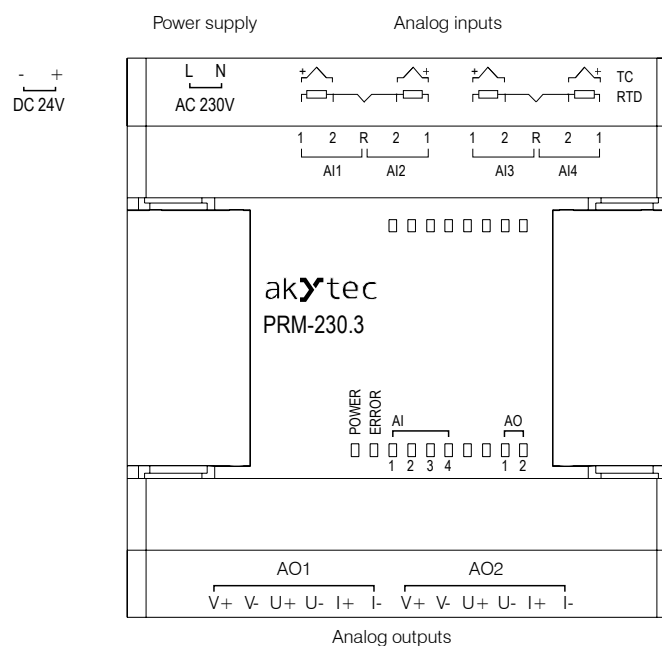 Power supply
Analog inputs
- +
DC 24V
L N
AC 230V
+ + + + TC
RTD
1 2 R 2 1 1 2 R 2 1
AI1 AI2 AI3 AI4
akytec
PRM-230.3
POWER
ERROR
AI
AO
1 2 3 4 1 2
AO1 AO2
V+ V- U+ U- I+ I- V+ V- U+ U- I+ I-
Analog outputs